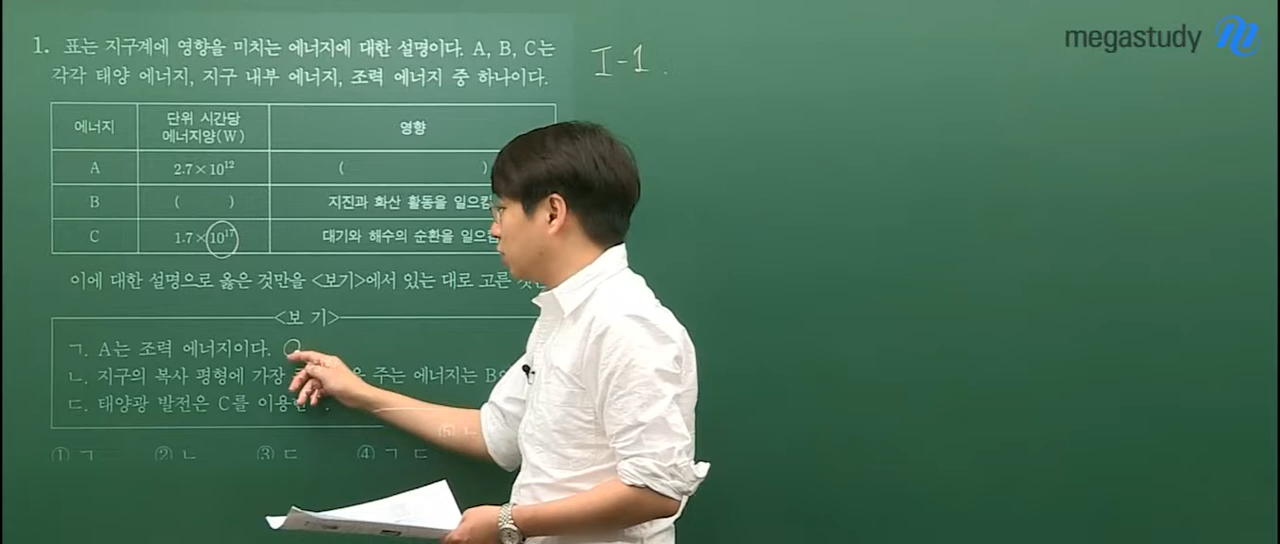 megastudy
1. 표는 지구계에 영향을 미치는 에너지에 대한 설명이다. A, B, C는
각각 태양 에너지, 지구 내부 에너지, 조력 에너지 중 하나이다.
I-1.
에너지 단위 시간당 에너지양(W) 영향
A 2.7×10¹² ( )
B ( ) 지진과 화산 활동을 일으킴
C 1.7×10¹⁷ 대기와 해수의 순환을 일으킴
이에 대한 설명으로 옳은 것만을 <보기>에서 있는 대로 고른 것은
<보 기>
ㄱ. A는 조력 에너지이다.
ㄴ. 지구의 복사 평형에 가장 주는 에너지는 B
ㄷ. 태양광 발전은 C를 이용한
① ㄱ ② ㄴ ③ ㄷ ④ ㄱ ㄷ ⑤ ㄴ